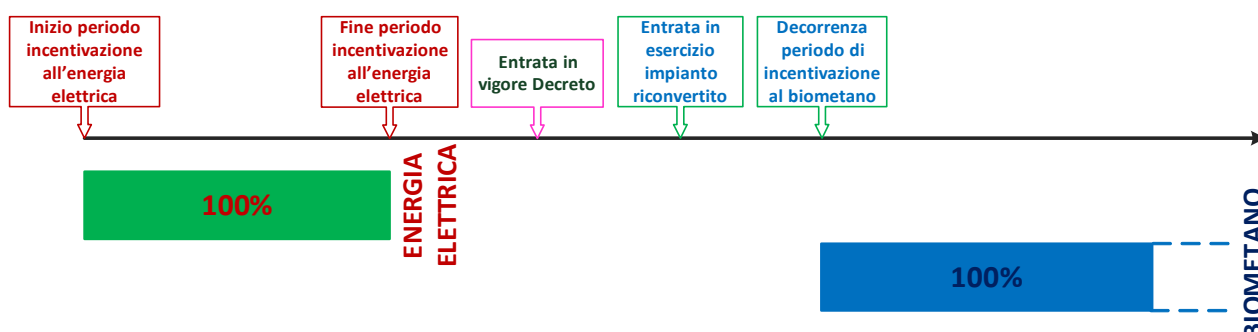 Inizio periodo
incentivazione
all’energia
elettrica
Fine periodo
incentivazione
all’energia
elettrica
Entrata in
vigore Decreto
Entrata in
esercizio
impianto
riconvertito
Decorrenza
periodo di
incentivazione
al biometano
100%
ENERGIA
ELETTRICA
100%
BIOMETANO